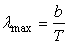 λmax = b/T